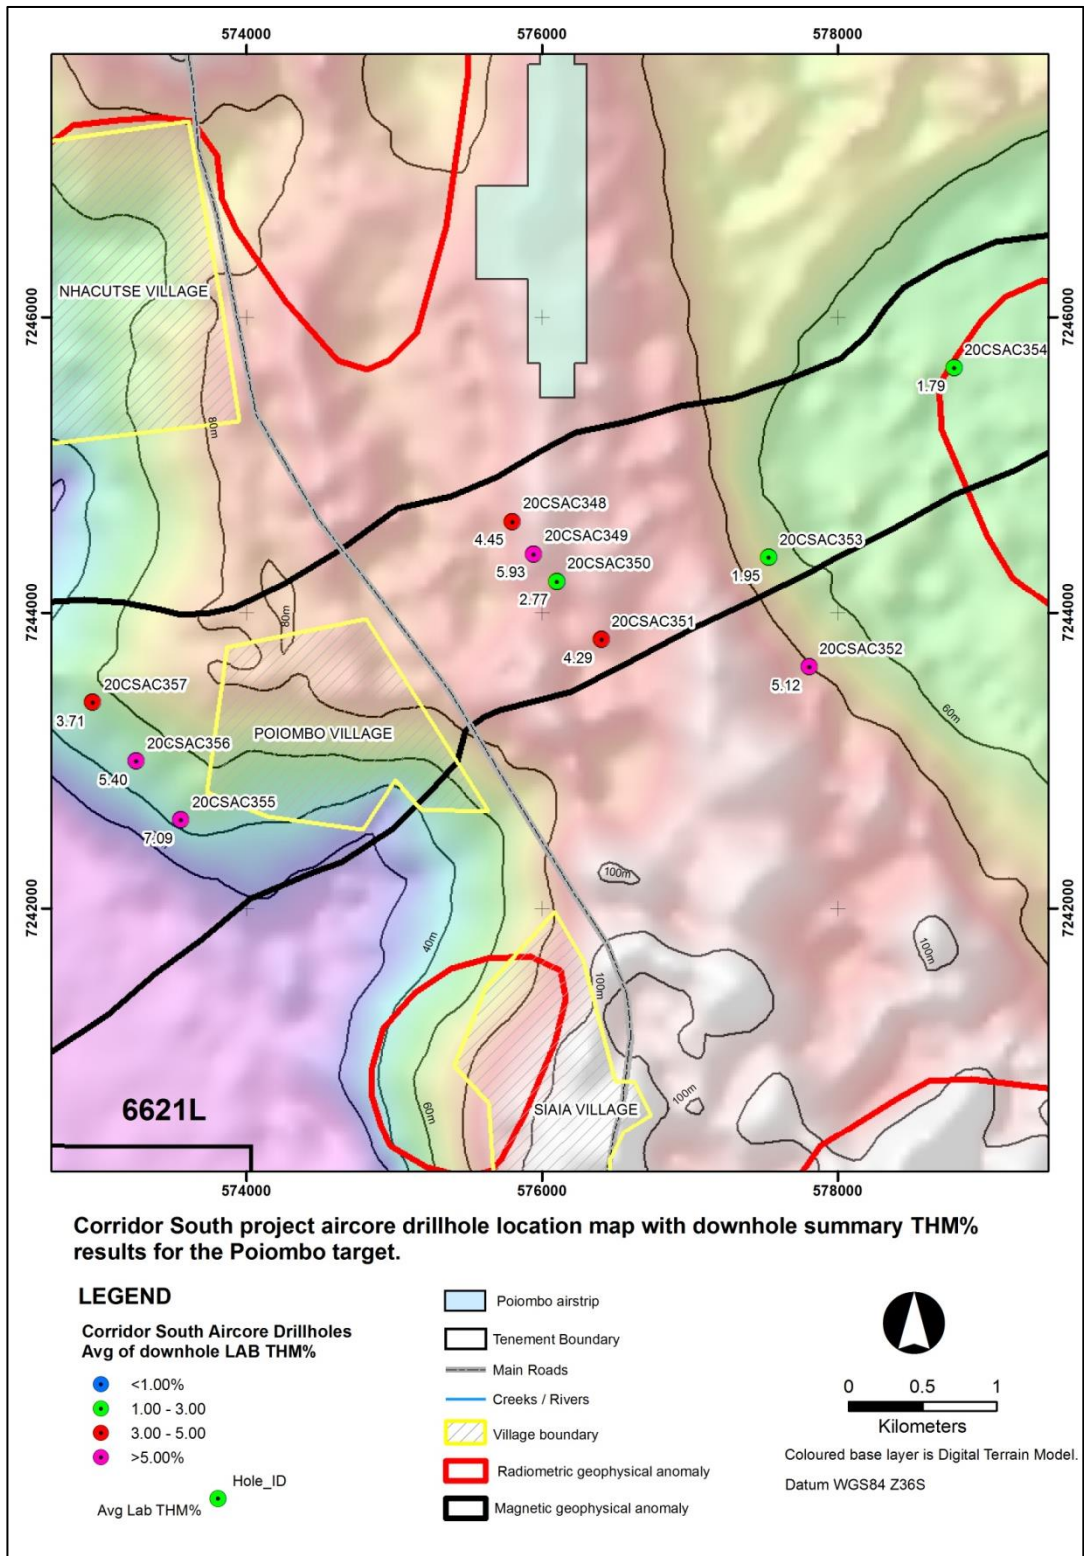 574000 576000 578000
NHACUTSE VILLAGE
7246000 7246000
20CSAC354
1.79
80m
20CSAC348
4.45
20CSAC349
5.93
20CSAC350
2.77
20CSAC353
1.95
7244000 7244000
80m
20CSAC351
4.29
20CSAC352
5.12
20CSAC357
3.71
60m
POIOMBO VILLAGE
20CSAC356
5.40
20CSAC355
7.09
100m
7242000 7242000
40m
100m
100m
100m
60m
6621L
SIAIA VILLAGE
574000 576000 578000
Corridor South project aircore drillhole location map with downhole summary THM%
results for the Poiombo target.
LEGEND
Corridor South Aircore Drillholes
Avg of downhole LAB THM%
<1.00%
1.00 - 3.00
3.00 - 5.00
>5.00%
Hole_ID
Avg Lab THM%
Poiombo airstrip
Tenement Boundary
Main Roads
Creeks / Rivers
Village boundary
Radiometric geophysical anomaly
Magnetic geophysical anomaly
0 0.5 1
Kilometers
Coloured base layer is Digital Terrain Model.
Datum WGS84 Z36S